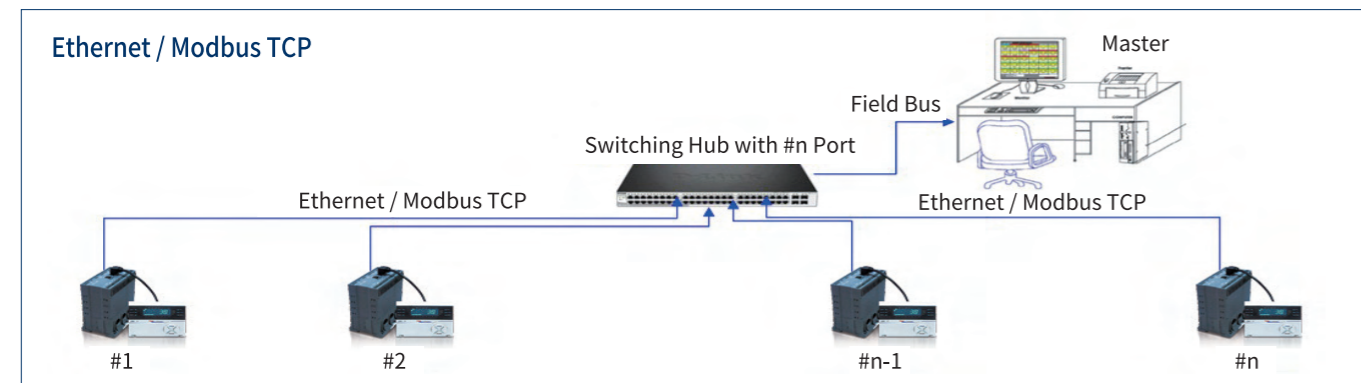 Ethernet / Modbus TCP
Master
Field Bus
Switching Hub with #n Port
Ethernet / Modbus TCP
Ethernet / Modbus TCP
#1
#2
#n-1
#n